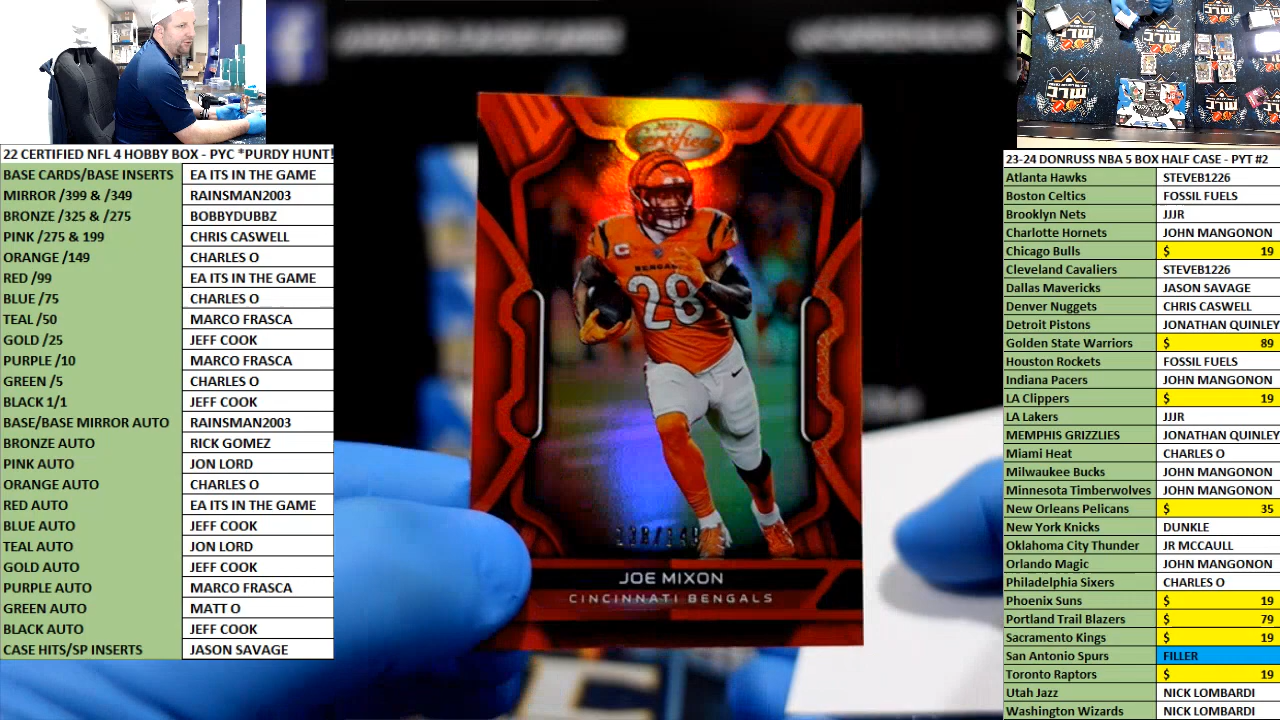 22 CERTIFIED NFL 4 HOBBY BOX - PYC *PURDY HUNT!
BASE CARDS/BASE INSERTS EA ITS IN THE GAME
MIRROR /399 & /349 RAINSMAN2003
BRONZE /325 & /275 BOBBYDUBBZ
PINK /275 & 199 CHRIS CASWELL
ORANGE /149 CHARLES O
RED /99 EA ITS IN THE GAME
BLUE /75 CHARLES O
TEAL /50 MARCO FRASCA
GOLD /25 JEFF COOK
PURPLE /10 MARCO FRASCA
GREEN /5 CHARLES O
BLACK 1/1 JEFF COOK
BASE/BASE MIRROR AUTO RAINSMAN2003
BRONZE AUTO RICK GOMEZ
PINK AUTO JON LORD
ORANGE AUTO CHARLES O
RED AUTO EA ITS IN THE GAME
BLUE AUTO JEFF COOK
TEAL AUTO JON LORD
GOLD AUTO JEFF COOK
PURPLE AUTO MARCO FRASCA
GREEN AUTO MATT O
BLACK AUTO JEFF COOK
CASE HITS/SP INSERTS JASON SAVAGE
Certified
BENGALS
28
JOE MIXON
CINCINNATI BENGALS
23-24 DONRUSS NBA 5 BOX HALF CASE - PYT #2
Atlanta Hawks STEVEB1226
Boston Celtics FOSSIL FUELS
Brooklyn Nets JJJR
Charlotte Hornets JOHN MANGONON
Chicago Bulls $ 19
Cleveland Cavaliers STEVEB1226
Dallas Mavericks JASON SAVAGE
Denver Nuggets CHRIS CASWELL
Detroit Pistons JONATHAN QUINLEY
Golden State Warriors $ 89
Houston Rockets FOSSIL FUELS
Indiana Pacers JOHN MANGONON
LA Clippers $ 19
LA Lakers JJJR
MEMPHIS GRIZZLIES JONATHAN QUINLEY
Miami Heat CHARLES O
Milwaukee Bucks JOHN MANGONON
Minnesota Timberwolves JOHN MANGONON
New Orleans Pelicans $ 35
New York Knicks DUNKLE
Oklahoma City Thunder JR MCCAULL
Orlando Magic JOHN MANGONON
Philadelphia Sixers CHARLES O
Phoenix Suns $ 19
Portland Trail Blazers $ 79
Sacramento Kings $ 19
San Antonio Spurs FILLER
Toronto Raptors $ 19
Utah Jazz NICK LOMBARDI
Washington Wizards NICK LOMBARDI